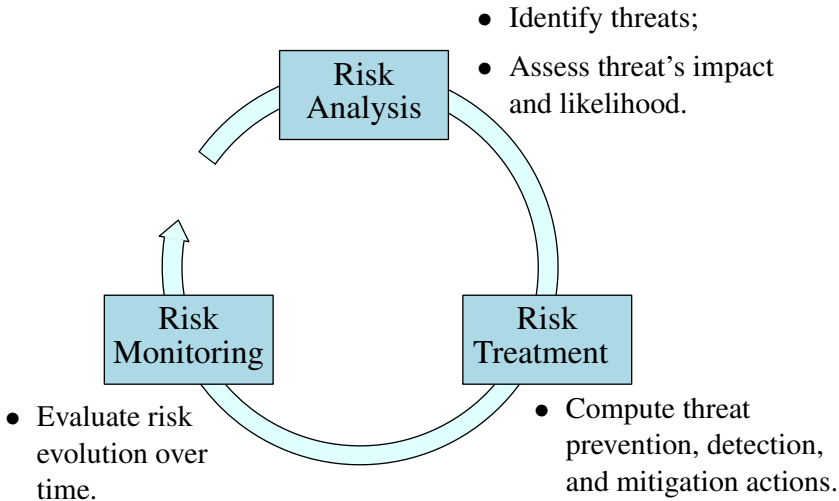 Risk
Analysis
• Identify threats;
• Assess threat's impact
and likelihood.
Risk
Treatment
• Compute threat
prevention, detection,
and mitigation actions.
Risk
Monitoring
• Evaluate risk
evolution over
time.